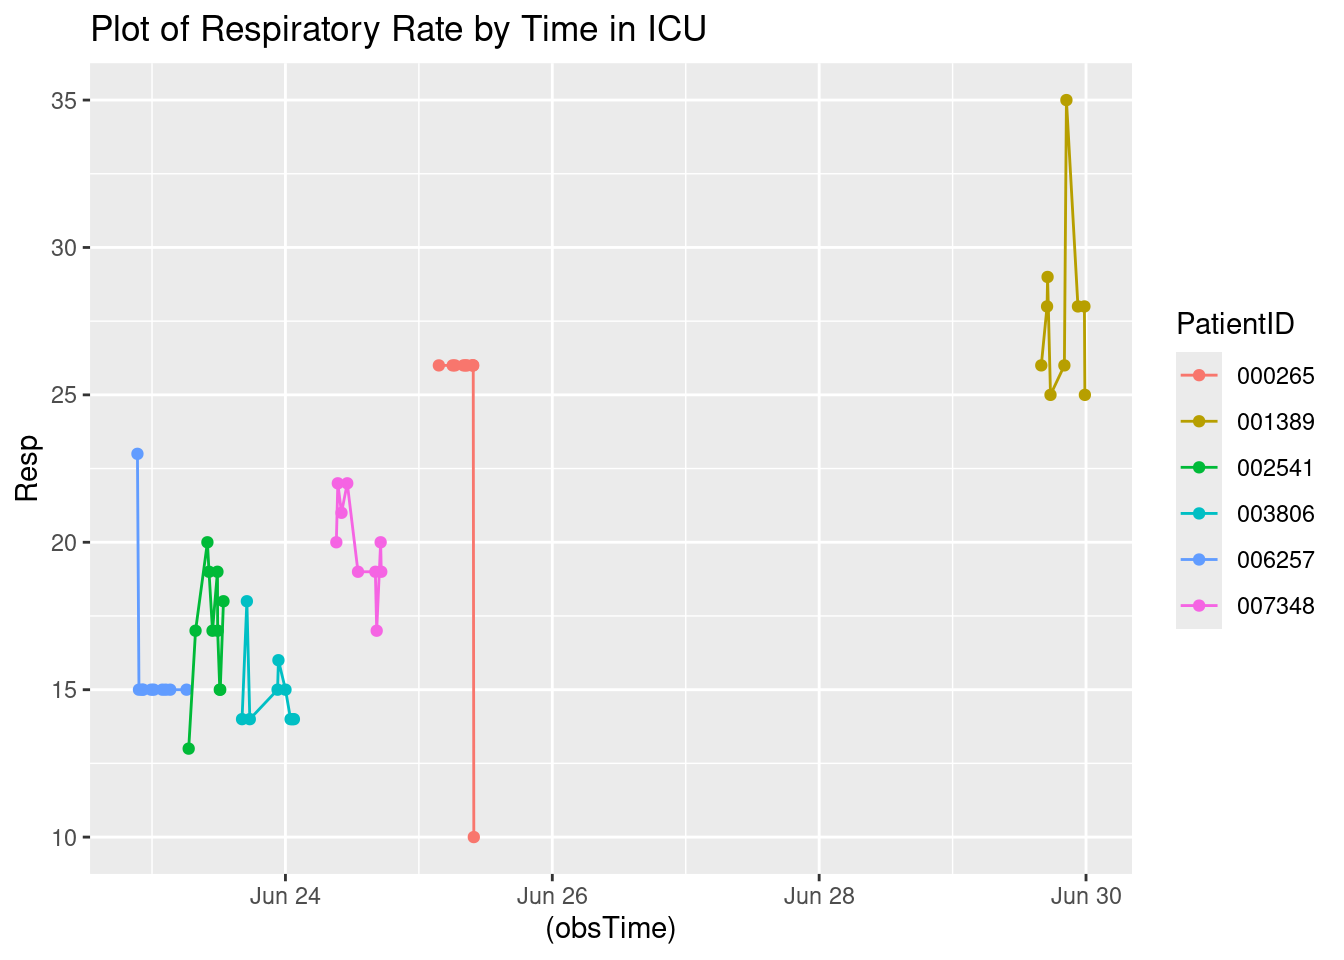 Plot of Respiratory Rate by Time in ICU
35
30
25
20
15
10
Resp
Jun 24
Jun 26
Jun 28
Jun 30
(obsTime)
PatientID
000265
001389
002541
003806
006257
007348